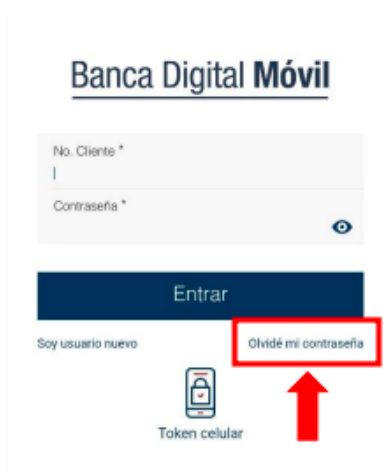 Banca Digital Móvil
No. Cliente *
Contraseña *
Entrar
Soy usuario nuevo
Olvidé mi contraseña
Token celular